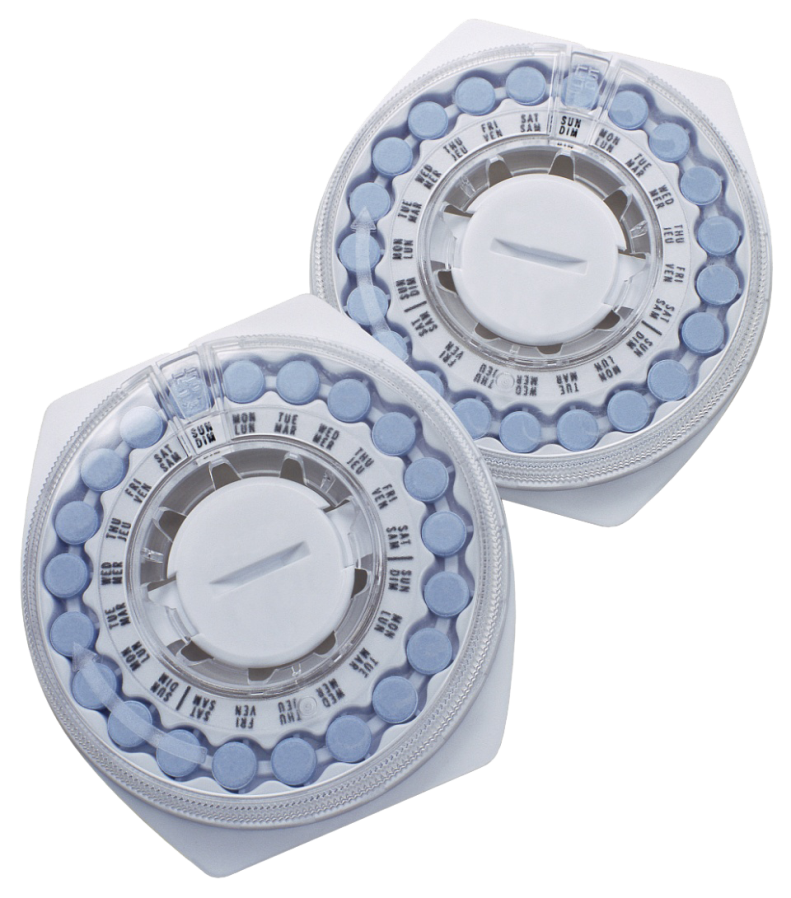 SUN
DIM
MON
LUN
TUE
MAR
WED
MER
THU
JEU
FRI
VEN
SAT
SAM
SUN
DIM
MON
LUN
TUE
MAR
WED
MER
THU
JEU
FRI
VEN
SAT
SAM
SUN
DIM
MON
LUN
TUE
MAR
WED
MER
THU
JEU
FRI
VEN
SAT
SAM
SUN
DIM
MON
LUN
TUE
MAR
WED
MER
THU
JEU
FRI
VEN
SAT
SAM
SUN
DIM
MON
LUN
TUE
MAR
WED
MER
THU
JEU
FRI
VEN
SAT
SAM
SUN
DIM
MON
LUN
TUE
MAR
WED
MER
THU
JEU
FRI
VEN
SAT
SAM